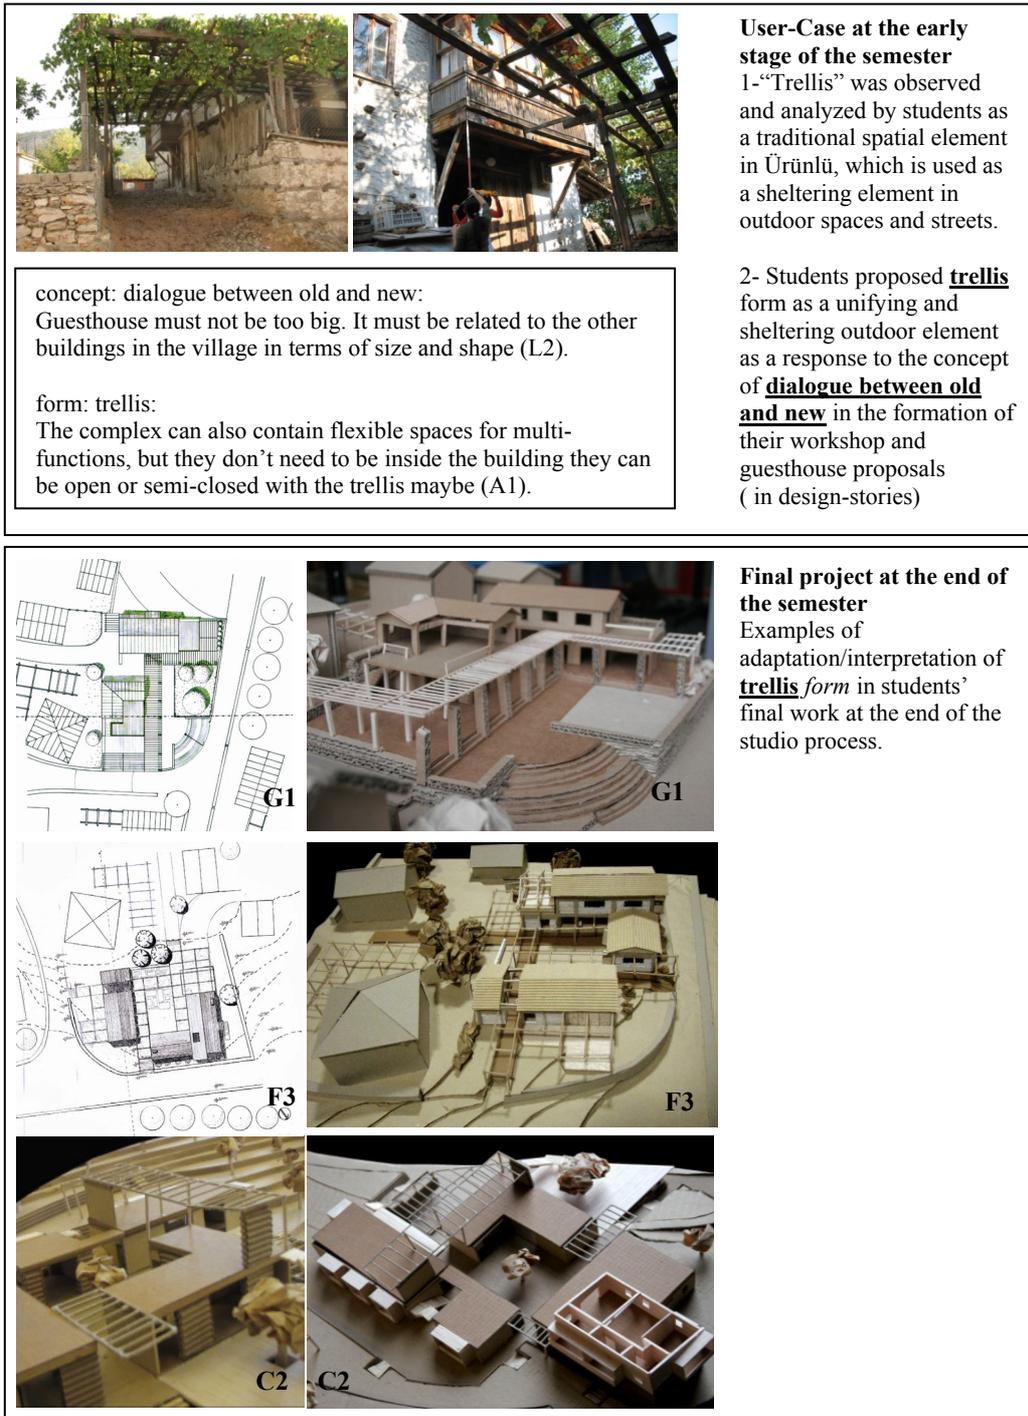 User-Case at the early
stage of the semester
1-“Trellis” was observed
and analyzed by students as
a traditional spatial element
in Ürünlü, which is used as
a sheltering element in
outdoor spaces and streets.
2- Students proposed trellis
form as a unifying and
sheltering outdoor element
as a response to the concept
of dialogue between old
and new in the formation of
their workshop and
guesthouse proposals
( in design-stories)
concept: dialogue between old and new:
Guesthouse must not be too big. It must be related to the other
buildings in the village in terms of size and shape (L2).
form: trellis:
The complex can also contain flexible spaces for multi-
functions, but they don’t need to be inside the building they can
be open or semi-closed with the trellis maybe (A1).
Final project at the end of
the semester
Examples of
adaptation/interpretation of
trellis form in students’
final work at the end of the
studio process.
G1
G1
F3
F3
C2
C2